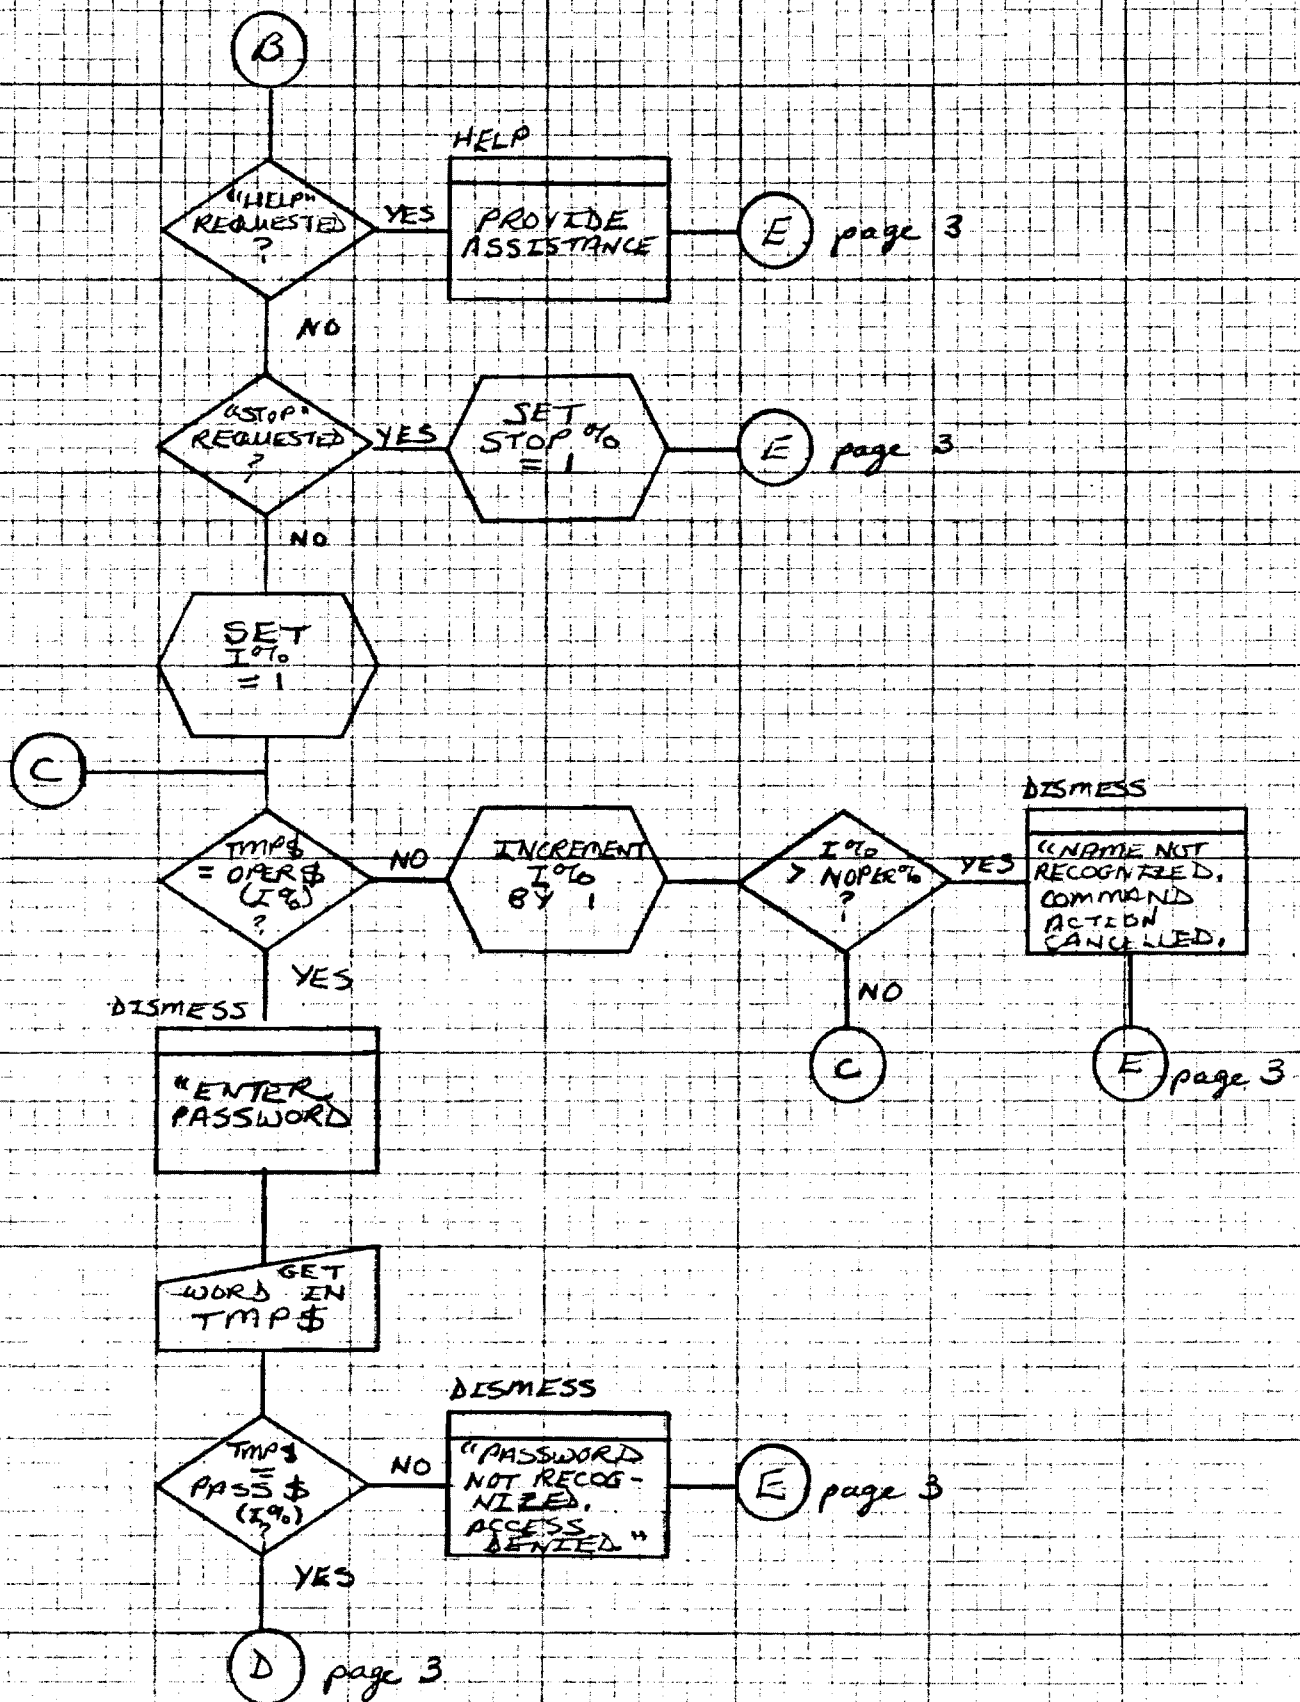 B
HELP
"HELP"
REQUESTED
?
YES
PROVIDE
ASSISTANCE
E page 3
NO
"STOP"
REQUESTED
?
YES
SET
STOP %
= 1
E page 3
NO
SET
I%
= 1
C
TMP$
= OPER$
(I%)
?
NO
INCREMENT
I%
BY 1
I%
> NOPER%
?
YES
DISMESS
"NAME NOT
RECOGNIZED.
COMMAND
ACTION
CANCELLED.
NO
C
E page 3
YES
DISMESS
"ENTER
PASSWORD
GET
WORD IN
TMP$
TMP$
=
PASS$
(I%)
?
NO
DISMESS
"PASSWORD
NOT RECOG-
NIZED.
ACCESS
DENIED"
E page 3
YES
D page 3